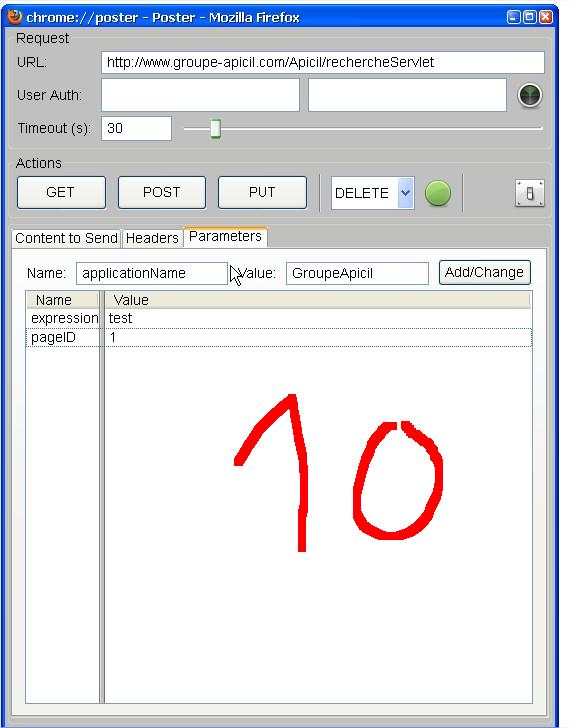 chrome://poster - Poster - Mozilla Firefox
Request
URL: http://www.groupe-apicil.com/Apicil/rechercheServlet
User Auth:
Timeout (s): 30
Actions
GET POST PUT DELETE
Content to Send Headers Parameters
Name: applicationName Value: GroupeApicil Add/Change
Name Value
expression test
pageID 1
10